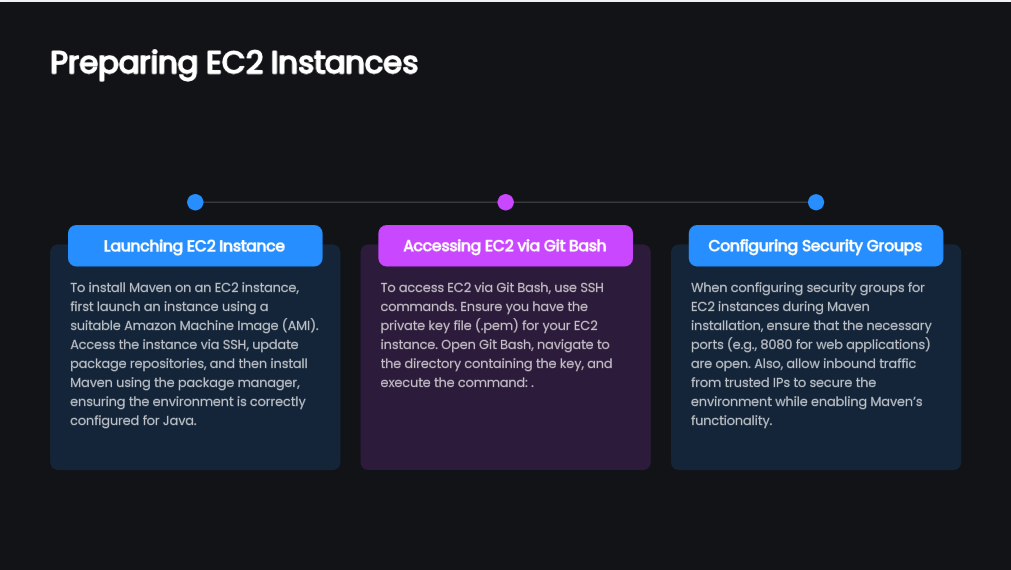 Preparing EC2 Instances
Launching EC2 Instance
To install Maven on an EC2 instance,
first launch an instance using a
suitable Amazon Machine Image (AMI).
Access the instance via SSH, update
package repositories, and then install
Maven using the package manager,
ensuring the environment is correctly
configured for Java.
Accessing EC2 via Git Bash
To access EC2 via Git Bash, use SSH
commands. Ensure you have the
private key file (.pem) for your EC2
instance. Open Git Bash, navigate to
the directory containing the key, and
execute the command: .
Configuring Security Groups
When configuring security groups for
EC2 instances during Maven
installation, ensure that the necessary
ports (e.g., 8080 for web applications)
are open. Also, allow inbound traffic
from trusted IPs to secure the
environment while enabling Maven’s
functionality.